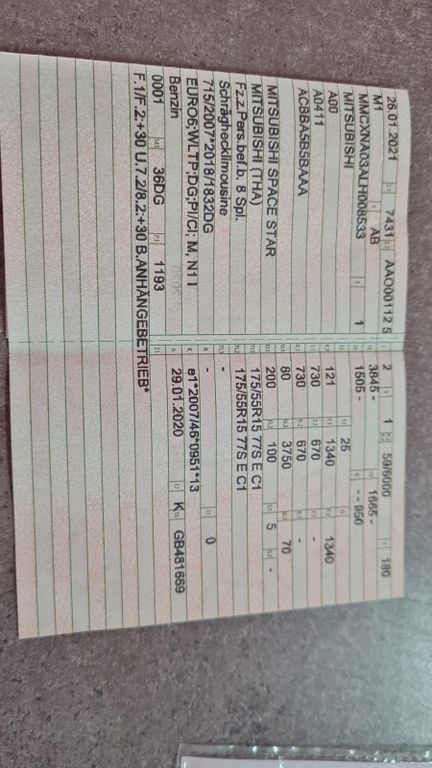 26.01.2021 7431 AAO00112 5
M1 AB
MMCXNA03ALH008533 1
MITSUBISHI
A00
A0411
ACBBA5B5BAAA
MITSUBISHI SPACE STAR
MITSUBISHI (THA)
Fz.z.Pers.bef.b. 8 Spl.
Schräghecklimousine
715/2007*2018/1832DG
EURO6;WLTP;DG;PI/CI; M, N1 I
Benzin
0001 36DG 1193
F.1/F.2:+30 U.7.2/8.2:+30 B.ANHÄNGEBETRIEB*
2 1 59/6000 180
3845- 1665-
1505- - - 950
25
121 1340 1340
730 670 -
730 670 -
80 3750 70
200 100 5 -
175/55R15 77S E C1
175/55R15 77S E C1
-
- 0
e1*2007/46*0951*13
29.01.2020 K GB481669